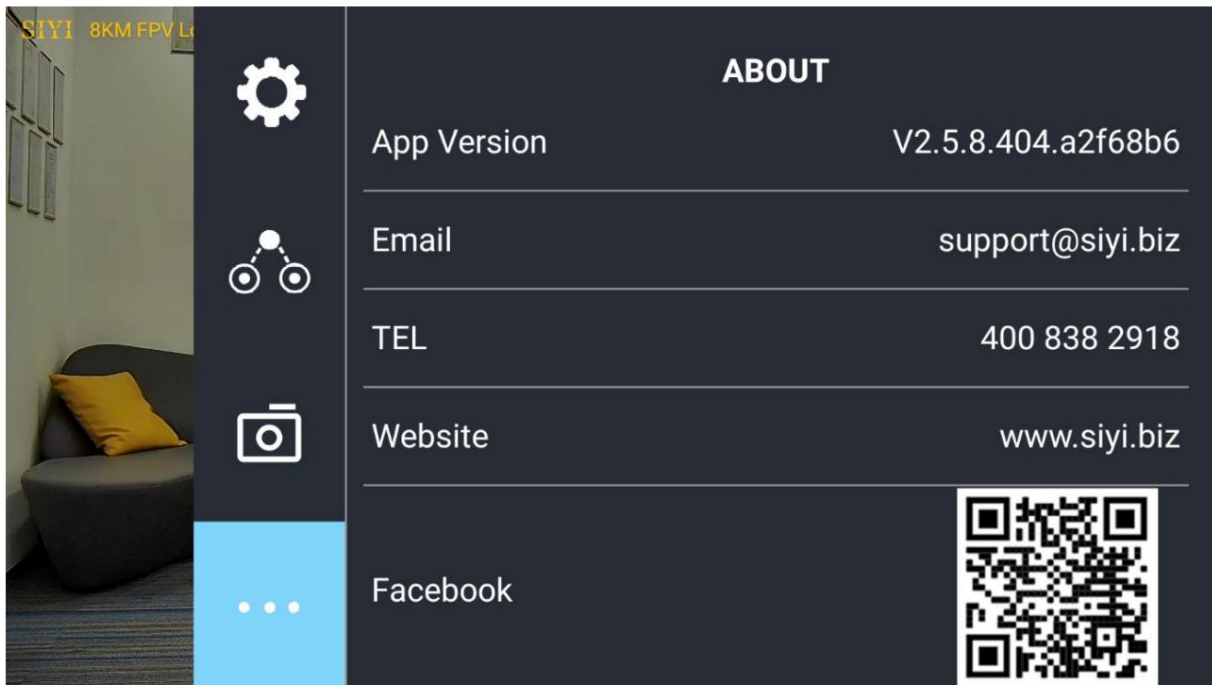 SIYI 8KM FPV
ABOUT
App Version V2.5.8.404.a2f68b6
Email support@siyi.biz
TEL 400 838 2918
Website www.siyi.biz
Facebook